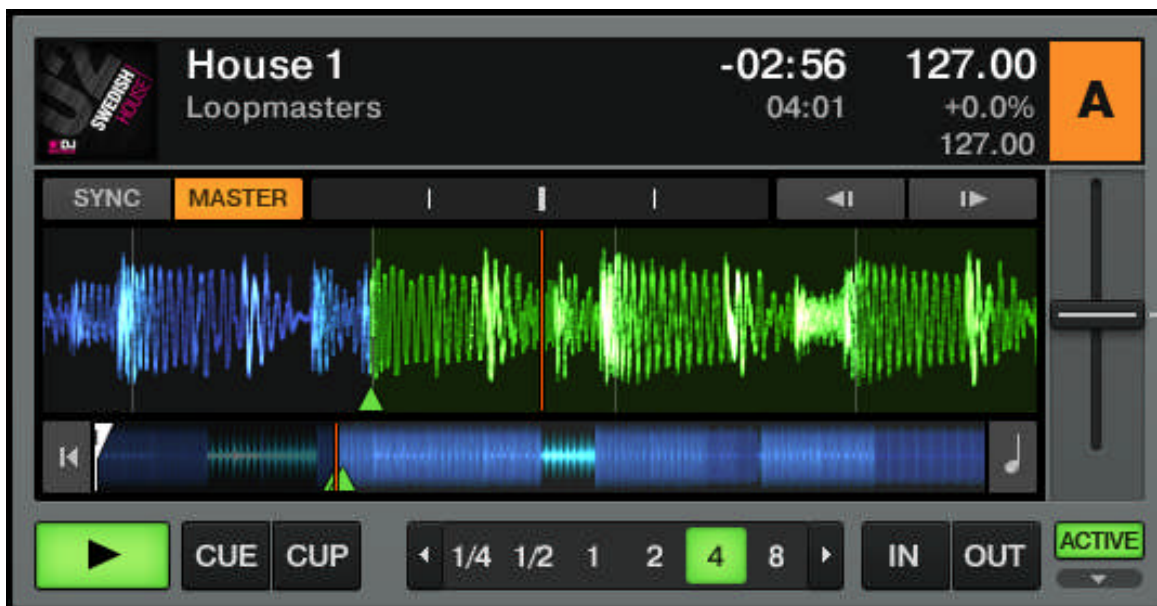 House 1 -02:56 127.00 A
Loopmasters 04:01 +0.0%
127.00
02
SWEDISH
HOUSE
DJ
SYNC MASTER
CUE CUP 1/4 1/2 1 2 4 8 IN OUT ACTIVE